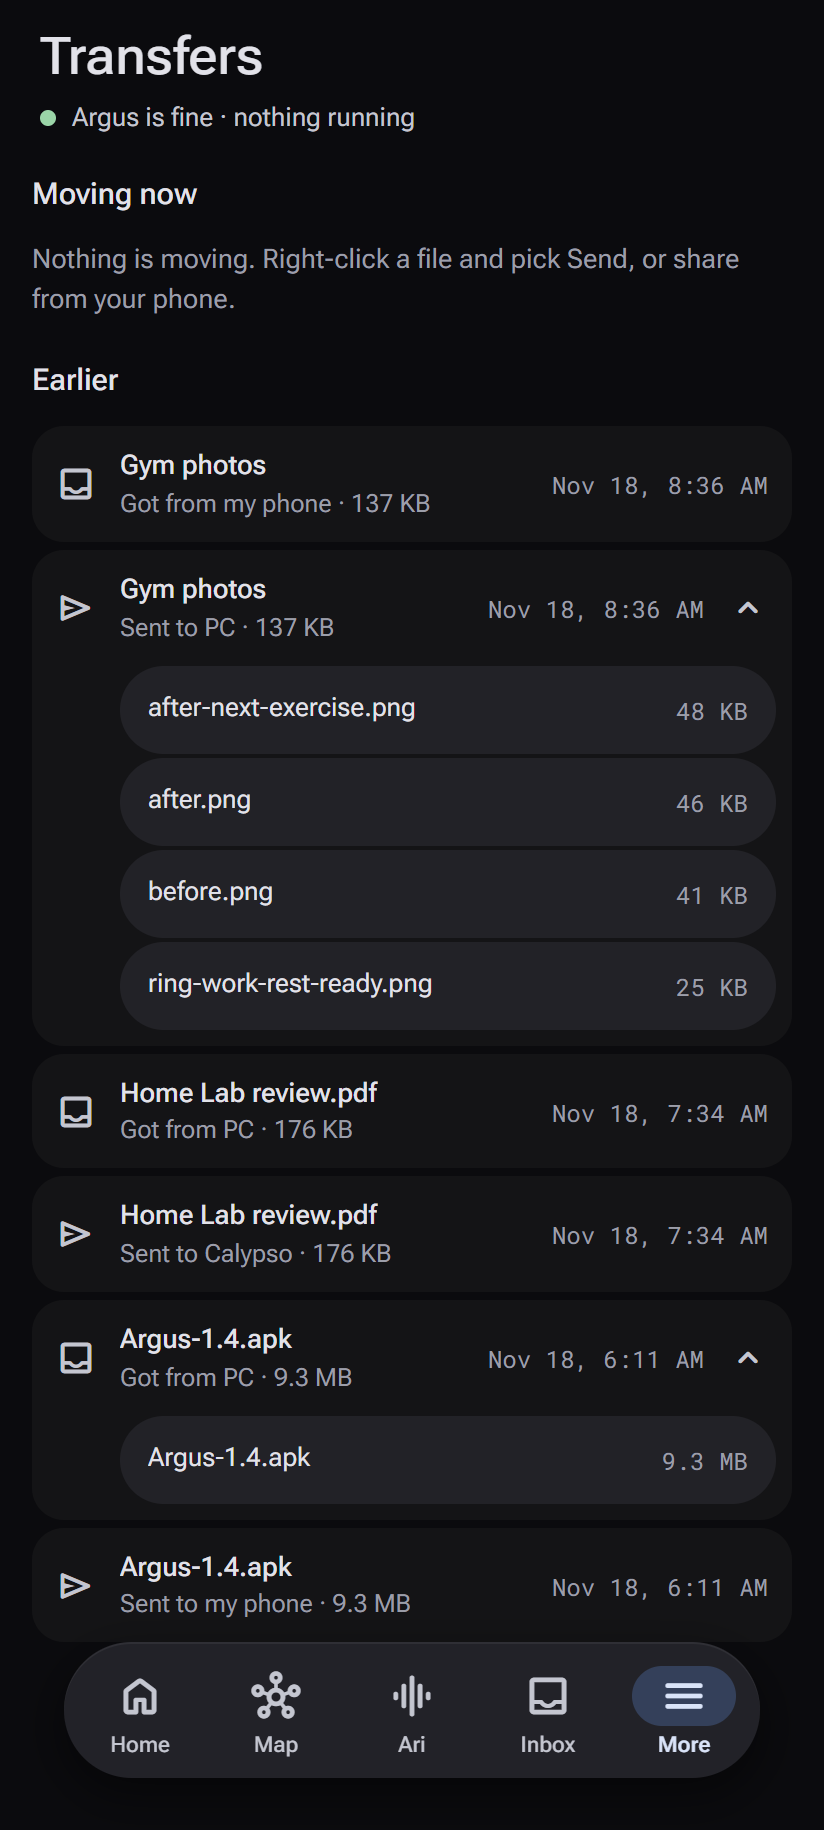 Transfers
Argus is fine · nothing running
Moving now
Nothing is moving. Right-click a file and pick Send, or share
from your phone.
Earlier
Gym photos
Got from my phone · 137 KB
Nov 18, 8:36 AM
Gym photos
Sent to PC · 137 KB
Nov 18, 8:36 AM
after-next-exercise.png 48 KB
after.png 46 KB
before.png 41 KB
ring-work-rest-ready.png 25 KB
Home Lab review.pdf
Got from PC · 176 KB
Nov 18, 7:34 AM
Home Lab review.pdf
Sent to Calypso · 176 KB
Nov 18, 7:34 AM
Argus-1.4.apk
Got from PC · 9.3 MB
Nov 18, 6:11 AM
Argus-1.4.apk 9.3 MB
Argus-1.4.apk
Sent to my phone · 9.3 MB
Nov 18, 6:11 AM
Home Map Ari Inbox More